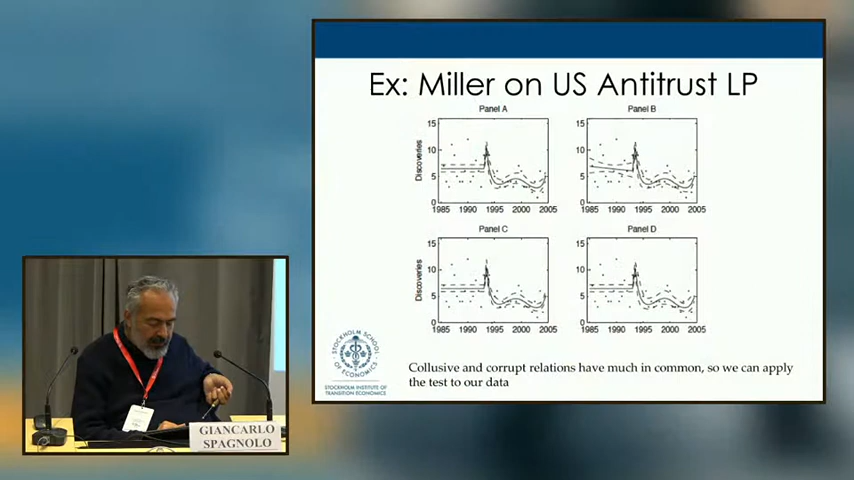 Ex: Miller on US Antitrust LP
Panel A
Panel B
15
10
5
0
Discoveries
1985 1990 1995 2000 2005
15
10
5
0
1985 1990 1995 2000 2005
Panel C
Panel D
15
10
5
0
Discoveries
1985 1990 1995 2000 2005
15
10
5
0
1985 1990 1995 2000 2005
STOCKHOLM SCHOOL
OF ECONOMICS
STOCKHOLM INSTITUTE OF
TRANSITION ECONOMICS
Collusive and corrupt relations have much in common, so we can apply
the test to our data
GIANCARLO
SPAGNOLO